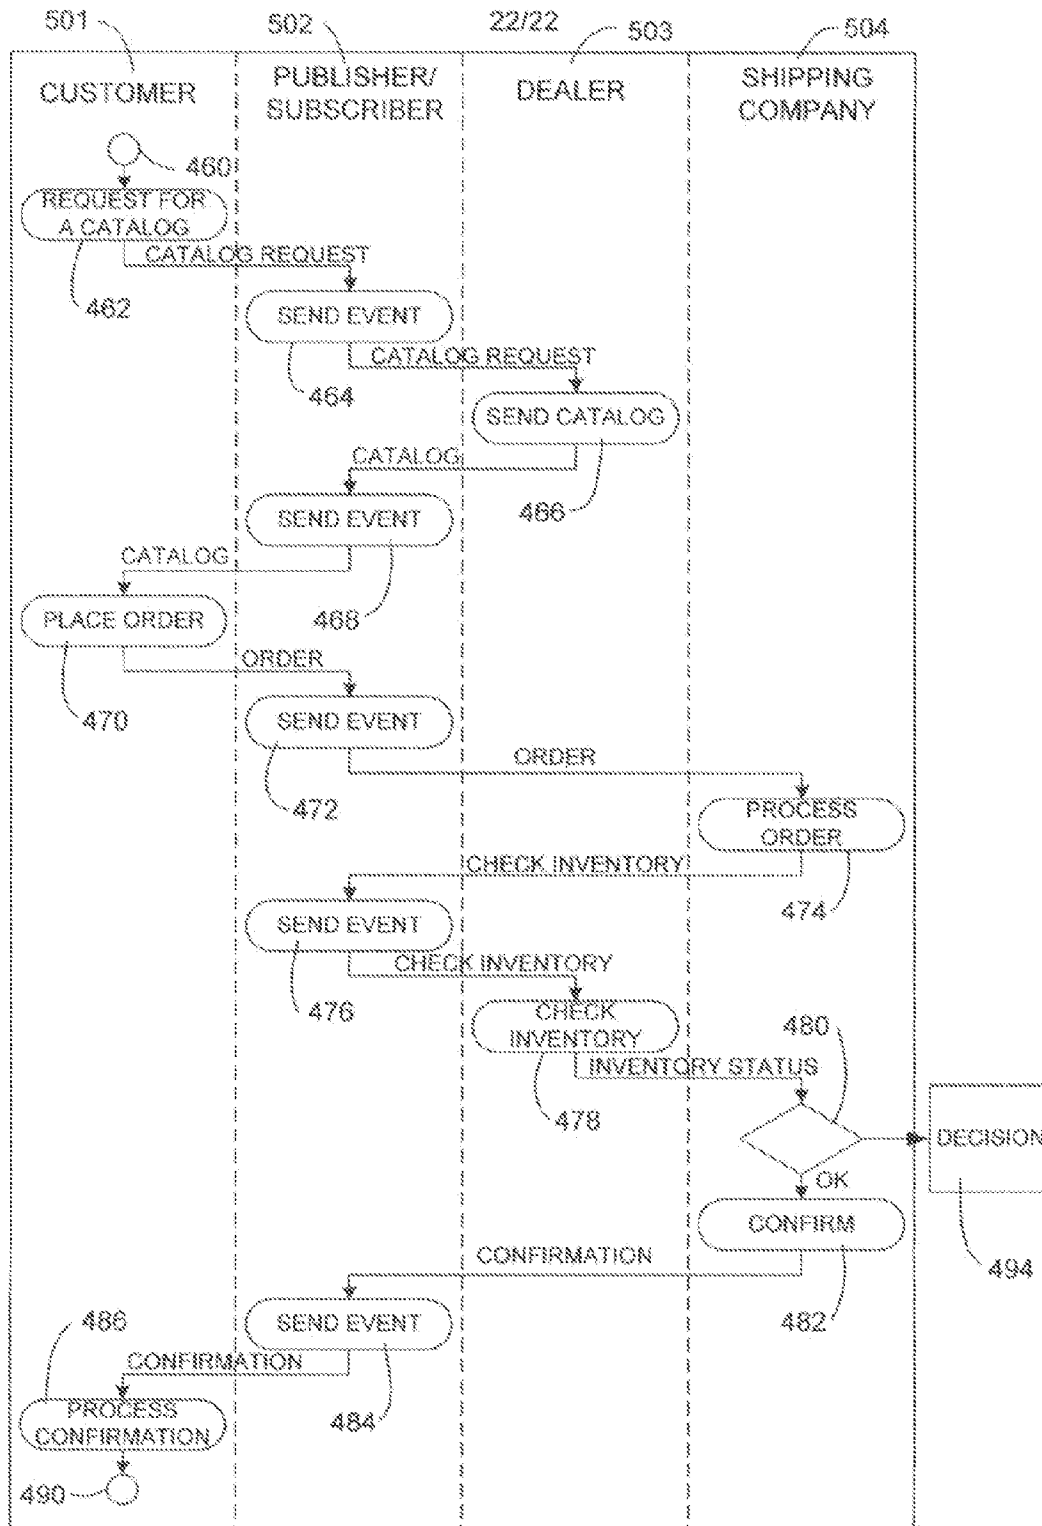 501
502
22/22
503
504
CUSTOMER
PUBLISHER/
SUBSCRIBER
DEALER
SHIPPING
COMPANY
460
REQUEST FOR
A CATALOG
CATALOG REQUEST
462
SEND EVENT
CATALOG REQUEST
464
SEND CATALOG
CATALOG
466
SEND EVENT
CATALOG
468
PLACE ORDER
ORDER
470
SEND EVENT
ORDER
472
PROCESS
ORDER
CHECK INVENTORY
474
SEND EVENT
CHECK INVENTORY
476
CHECK
INVENTORY
480
INVENTORY STATUS
478
DECISION
OK
CONFIRM
494
CONFIRMATION
482
SEND EVENT
486
CONFIRMATION
484
PROCESS
CONFIRMATION
490